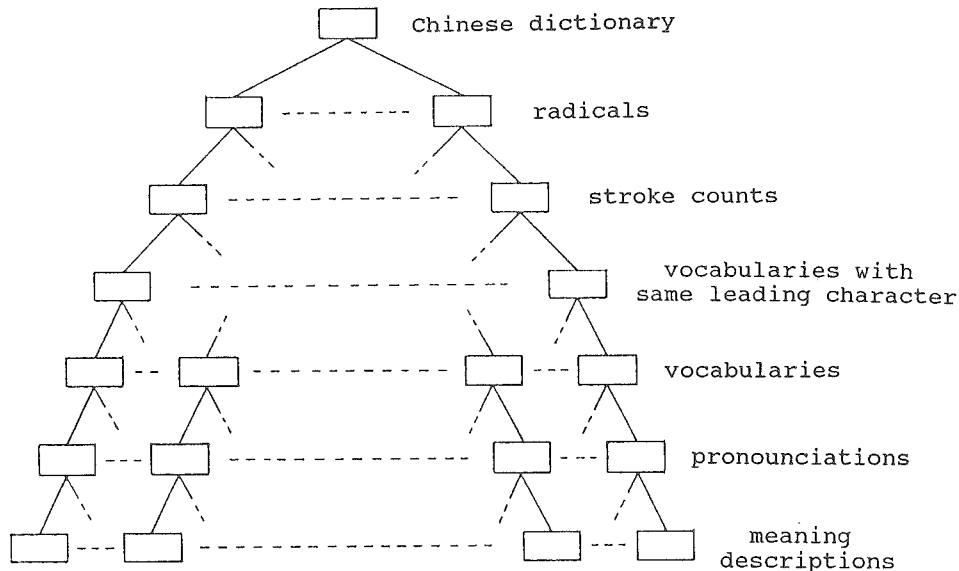 Chinese dictionary
radicals
stroke counts
vocabularies with
same leading character
vocabularies
pronounciations
meaning
descriptions